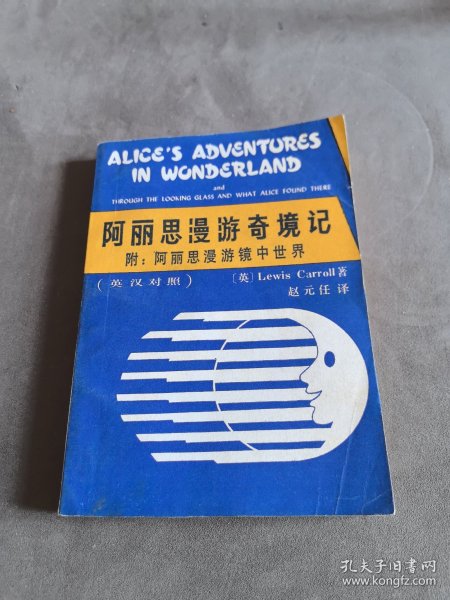 ALICE'S ADVENTURES
IN WONDERLAND
and
THROUGH THE LOOKING GLASS AND WHAT ALICE FOUND THERE
阿丽思漫游奇境记
附：阿丽思漫游镜中世界
（英汉对照）
〔英〕Lewis Carroll著
赵元任译
孔夫子旧书网
www.kongfz.com